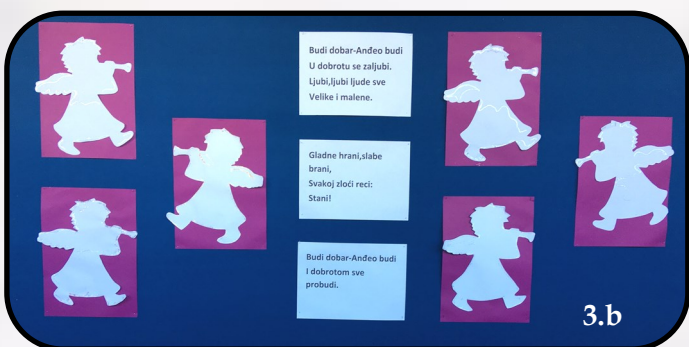 Budi dobar-Anđeo budi
U dobrotu se zaljubi.
Ljubi,ljubi ljude sve
Velike i malene.
Gladne hrani,slabe
brani,
Svakoj zloći reci:
Stani!
Budi dobar-Anđeo budi
I dobrotom sve
probudi.
3.b